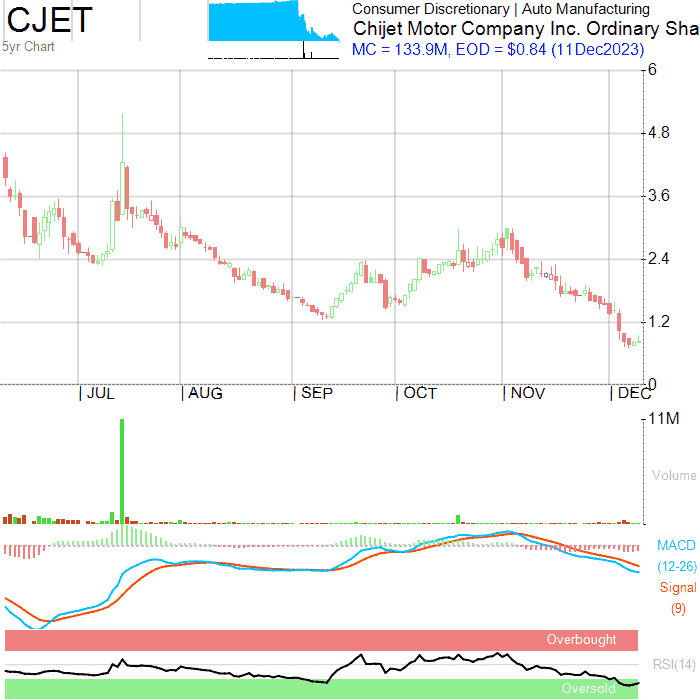 CJET
5yr Chart
Consumer Discretionary | Auto Manufacturing
Chijet Motor Company Inc. Ordinary Sha
MC = 133.9M, EOD = $0.84 (11Dec2023)
6
4.8
3.6
2.4
1.2
0
JUL AUG SEP OCT NOV DEC
11M
Volume
MACD
(12-26)
Signal
(9)
Overbought
RSI(14)
Oversold